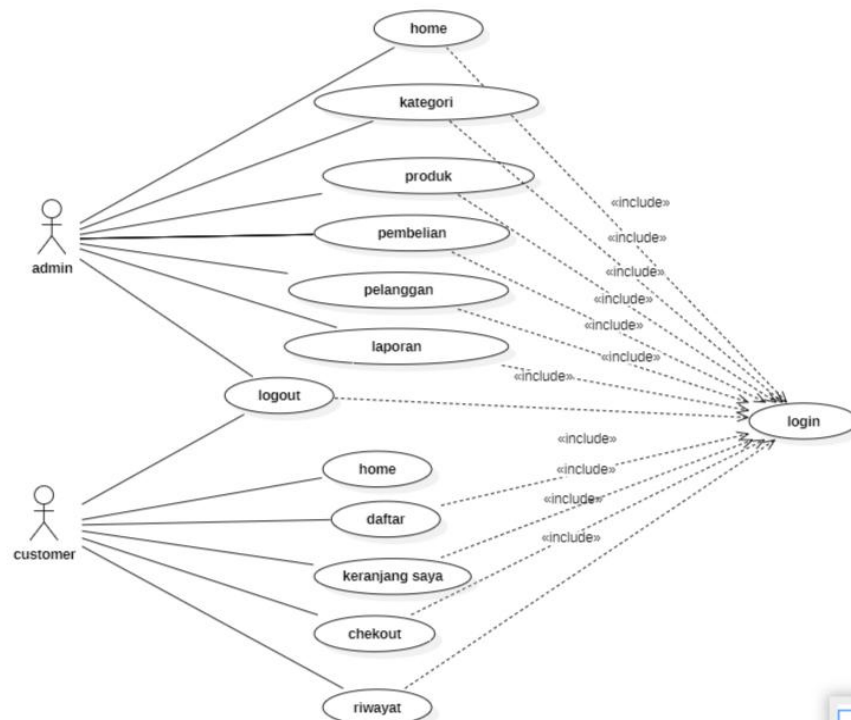 home
kategori
produk
«include»
pembelian
«include»
admin
«include»
pelanggan
«include»
«include»
laporan
«include»
«include»
logout
login
«include»
home
«include»
«include»
daftar
«include»
customer
keranjang saya
chekout
riwayat